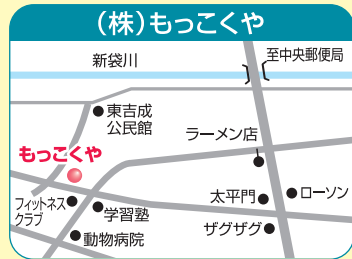 (株)もっこくや
新袋川
至中央郵便局
東吉成
公民館
ラーメン店
もっこくや
フィットネス
クラブ
学習塾
太平門
ローソン
動物病院
ザグザグ